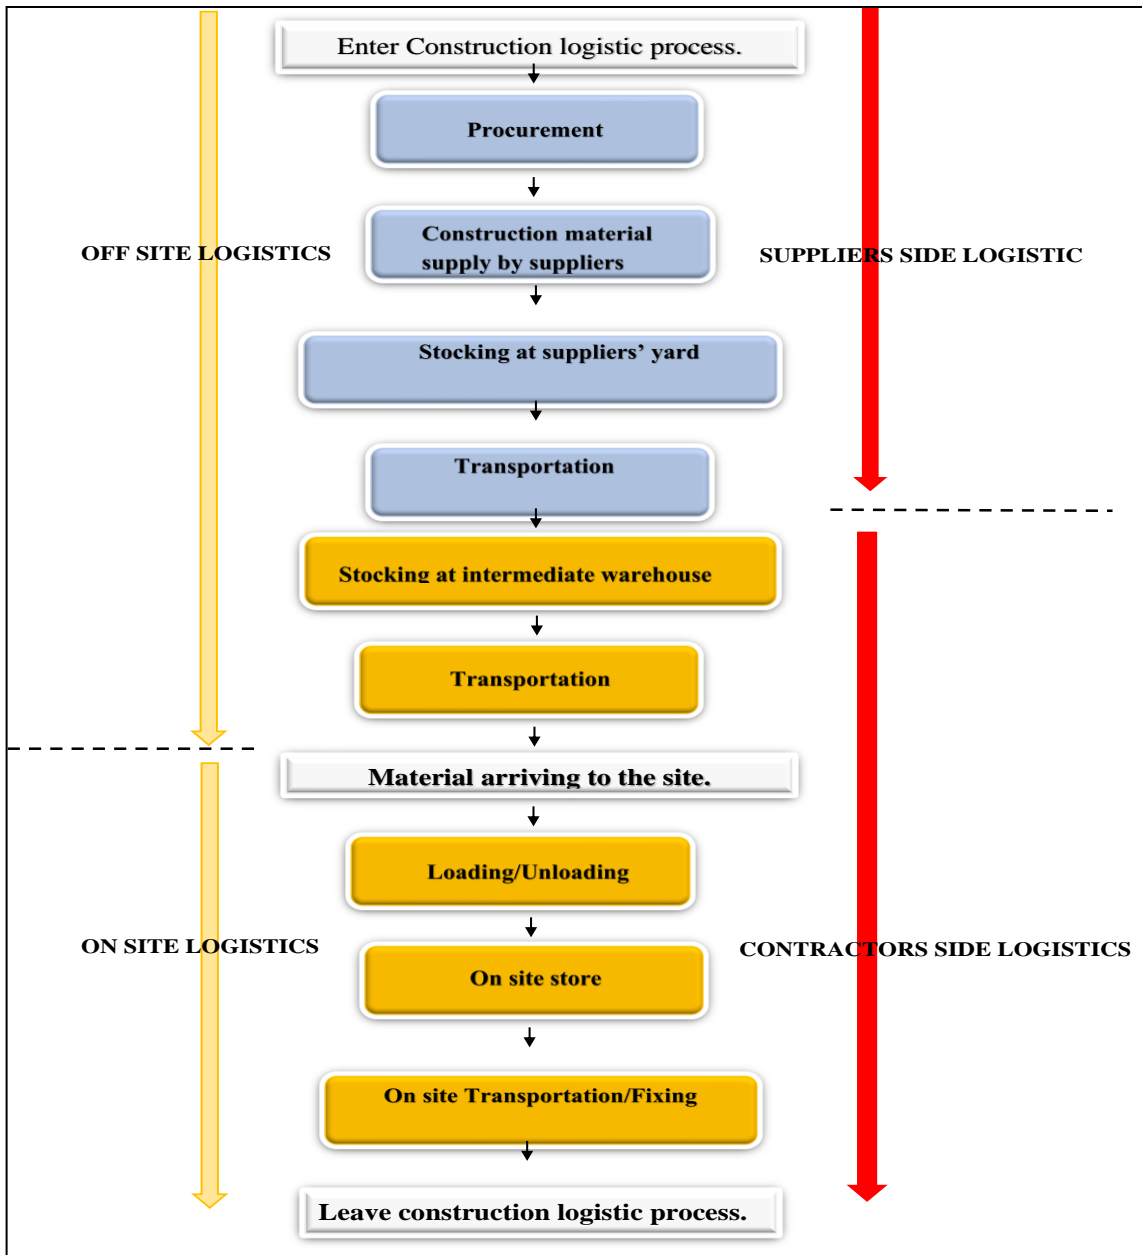 Enter Construction logistic process.
Procurement
Construction material
supply by suppliers
OFF SITE LOGISTICS
SUPPLIERS SIDE LOGISTIC
Stocking at suppliers’ yard
Transportation
Stocking at intermediate warehouse
Transportation
Material arriving to the site.
Loading/Unloading
ON SITE LOGISTICS
CONTRACTORS SIDE LOGISTICS
On site store
On site Transportation/Fixing
Leave construction logistic process.